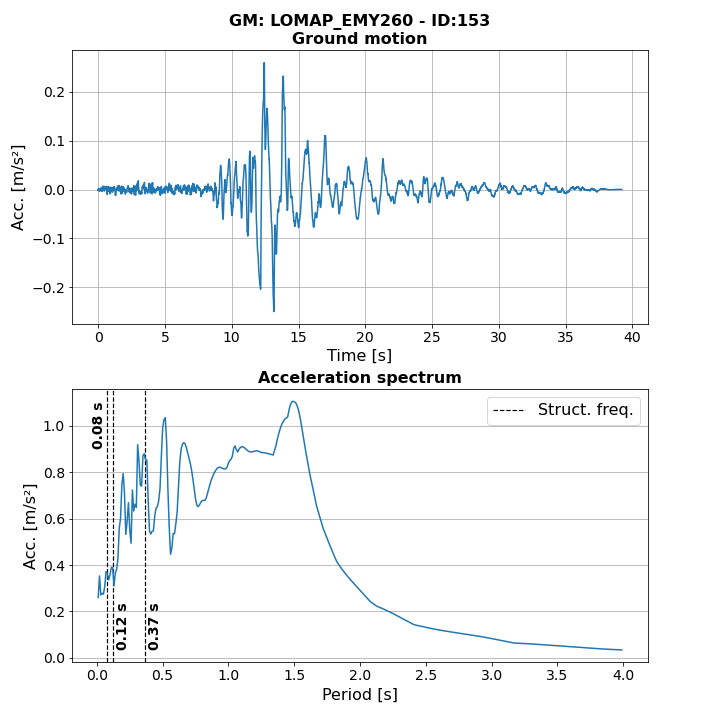 GM: LOMAP_EMY260 - ID:153
Ground motion
Acc. [m/s²]
0.2
0.1
0.0
−0.1
−0.2
0 5 10 15 20 25 30 35 40
Time [s]
Acceleration spectrum
Acc. [m/s²]
1.0
0.8
0.6
0.4
0.2
0.0
0.08 s
0.12 s
0.37 s
Struct. freq.
0.0 0.5 1.0 1.5 2.0 2.5 3.0 3.5 4.0
Period [s]